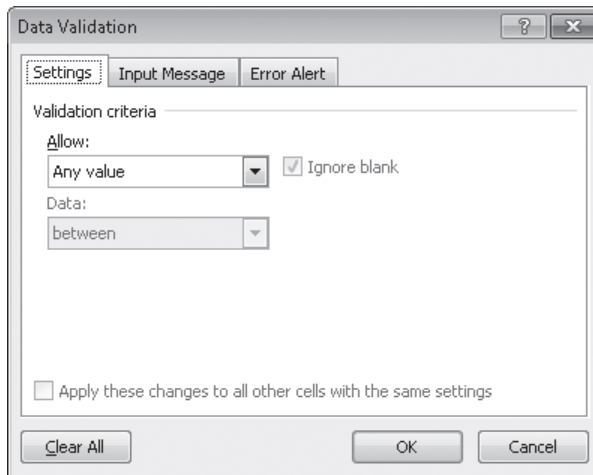 Data Validation
Settings Input Message Error Alert
Validation criteria
Allow:
Any value Ignore blank
Data:
between
Apply these changes to all other cells with the same settings
Clear All OK Cancel